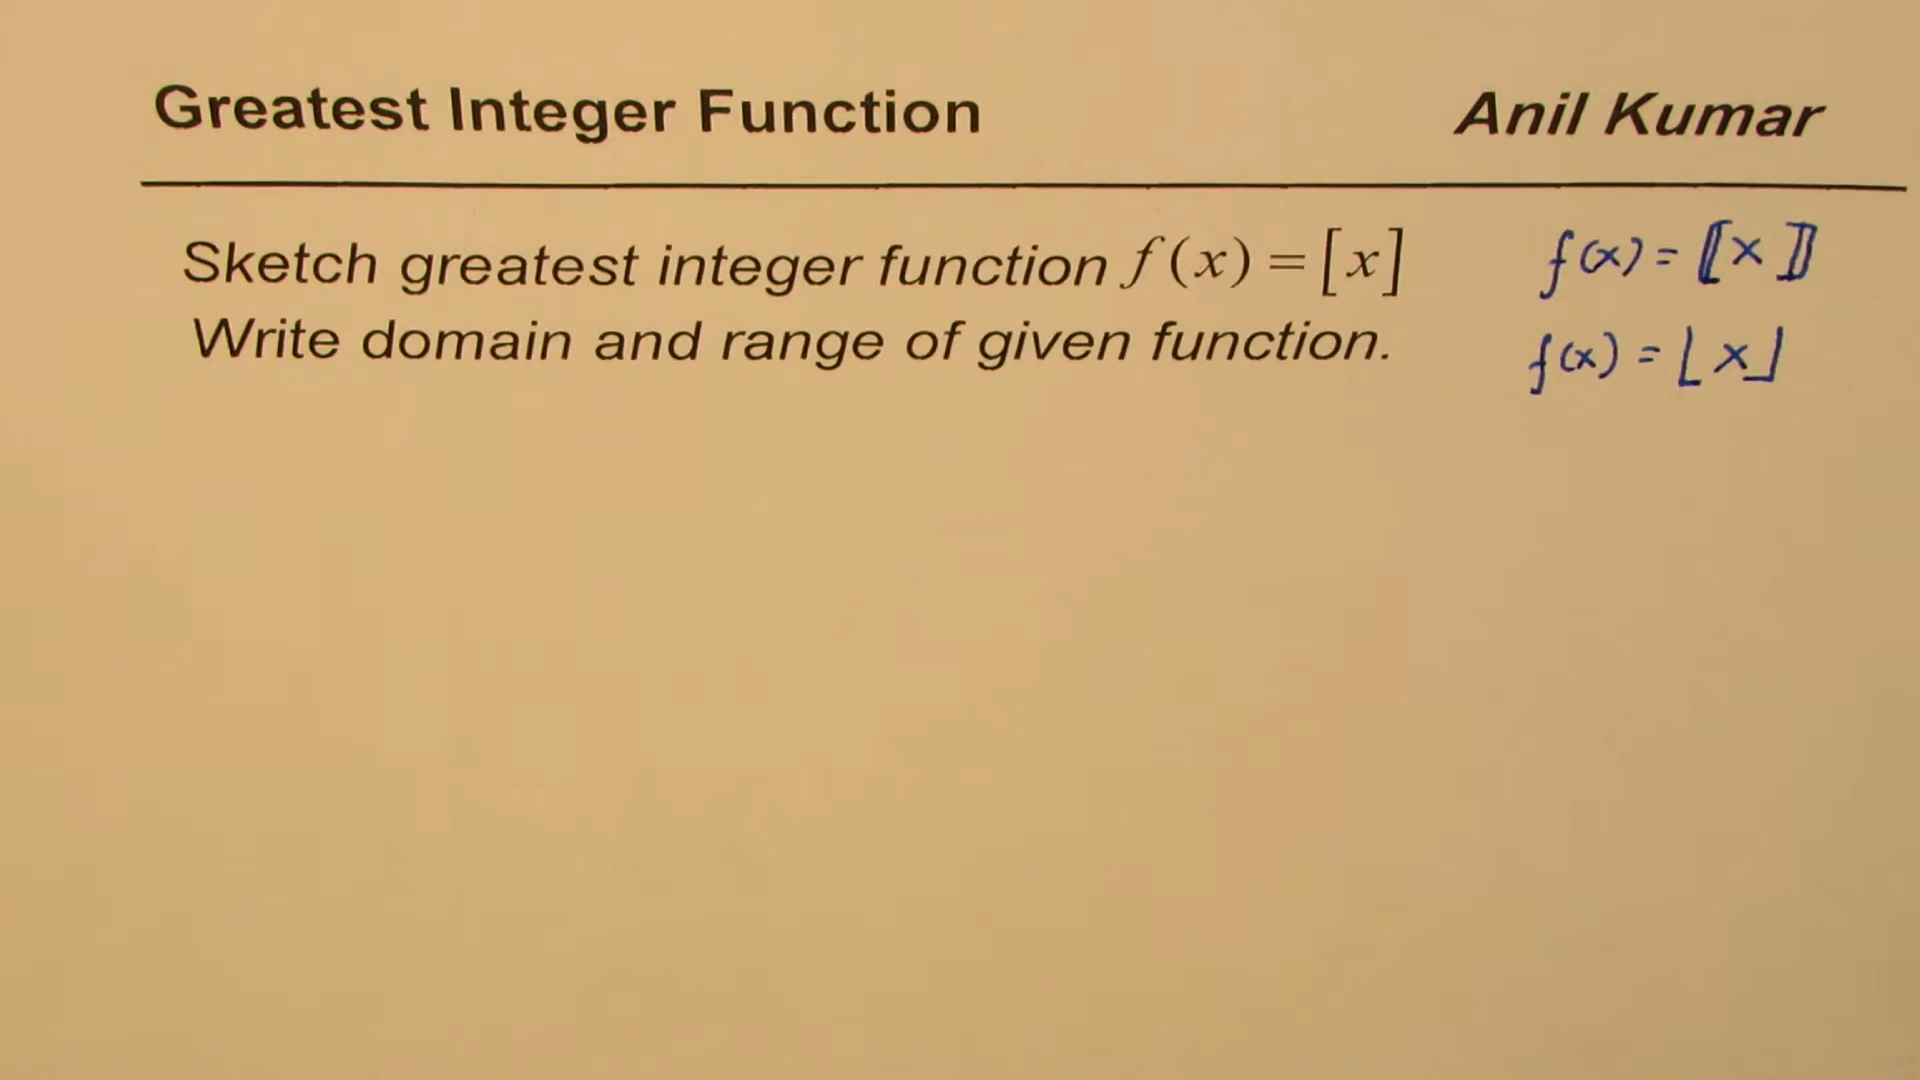 Greatest Integer Function Anil Kumar
Sketch greatest integer function f(x) = [x] f(x) = ⟦x⟧
Write domain and range of given function. f(x) = ⌊x⌋